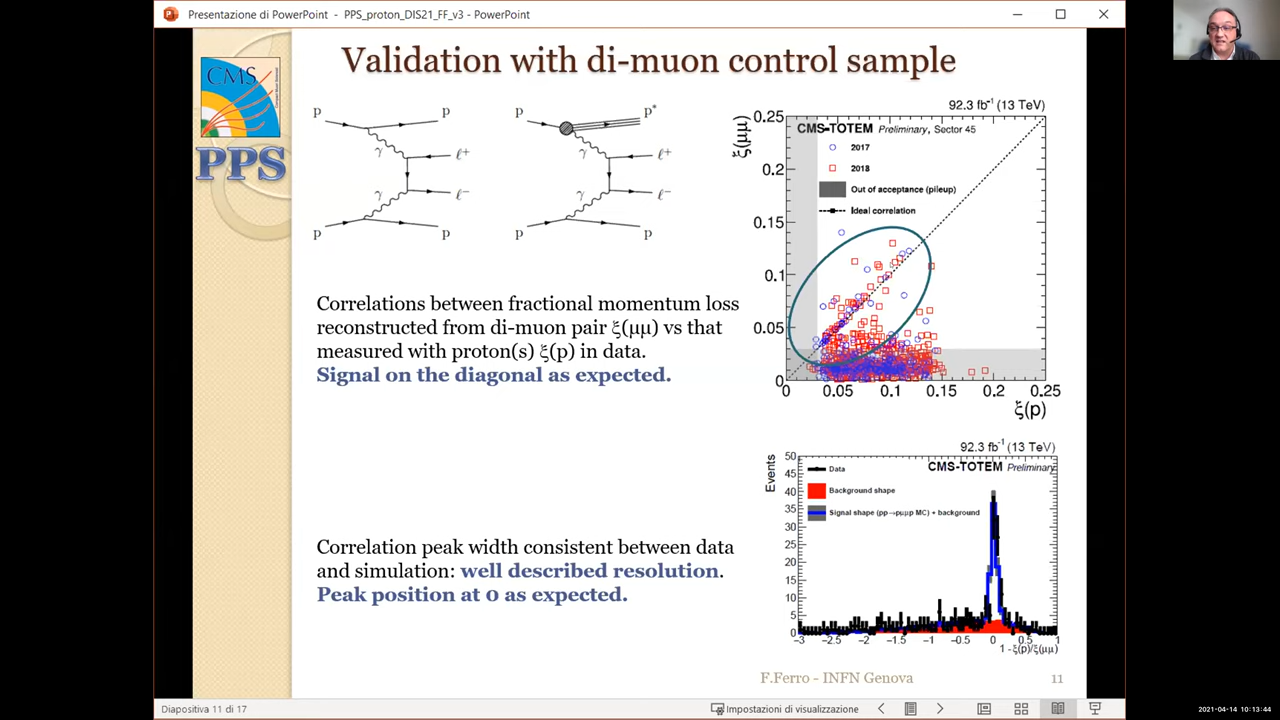 Presentazione di PowerPoint - PPS_proton_DIS21_FF_v3 - PowerPoint
CMS
PPS
Validation with di-muon control sample
p p p p*
γ ℓ+ γ ℓ+
γ ℓ− γ ℓ−
p p p p
Correlations between fractional momentum loss
reconstructed from di-muon pair ξ(μμ) vs that
measured with proton(s) ξ(p) in data.
Signal on the diagonal as expected.
92.3 fb⁻¹ (13 TeV)
ξ(μμ)
CMS-TOTEM Preliminary, Sector 45
2017
2018
Out of acceptance (pileup)
Ideal correlation
0.25
0.2
0.15
0.1
0.05
0
0 0.05 0.1 0.15 0.2 0.25
ξ(p)
Correlation peak width consistent between data
and simulation: well described resolution.
Peak position at 0 as expected.
92.3 fb⁻¹ (13 TeV)
Events
CMS-TOTEM Preliminary
Data
Background shape
Signal shape (pp→pμμp MC) + background
50
45
40
35
30
25
20
15
10
5
0
−3 −2.5 −2 −1.5 −1 −0.5 0 0.5 1
1 - ξ(p)/ξ(μμ)
F.Ferro - INFN Genova 11
Diapositiva 11 di 17 Impostazioni di visualizzazione
2021-04-14 10:13:44